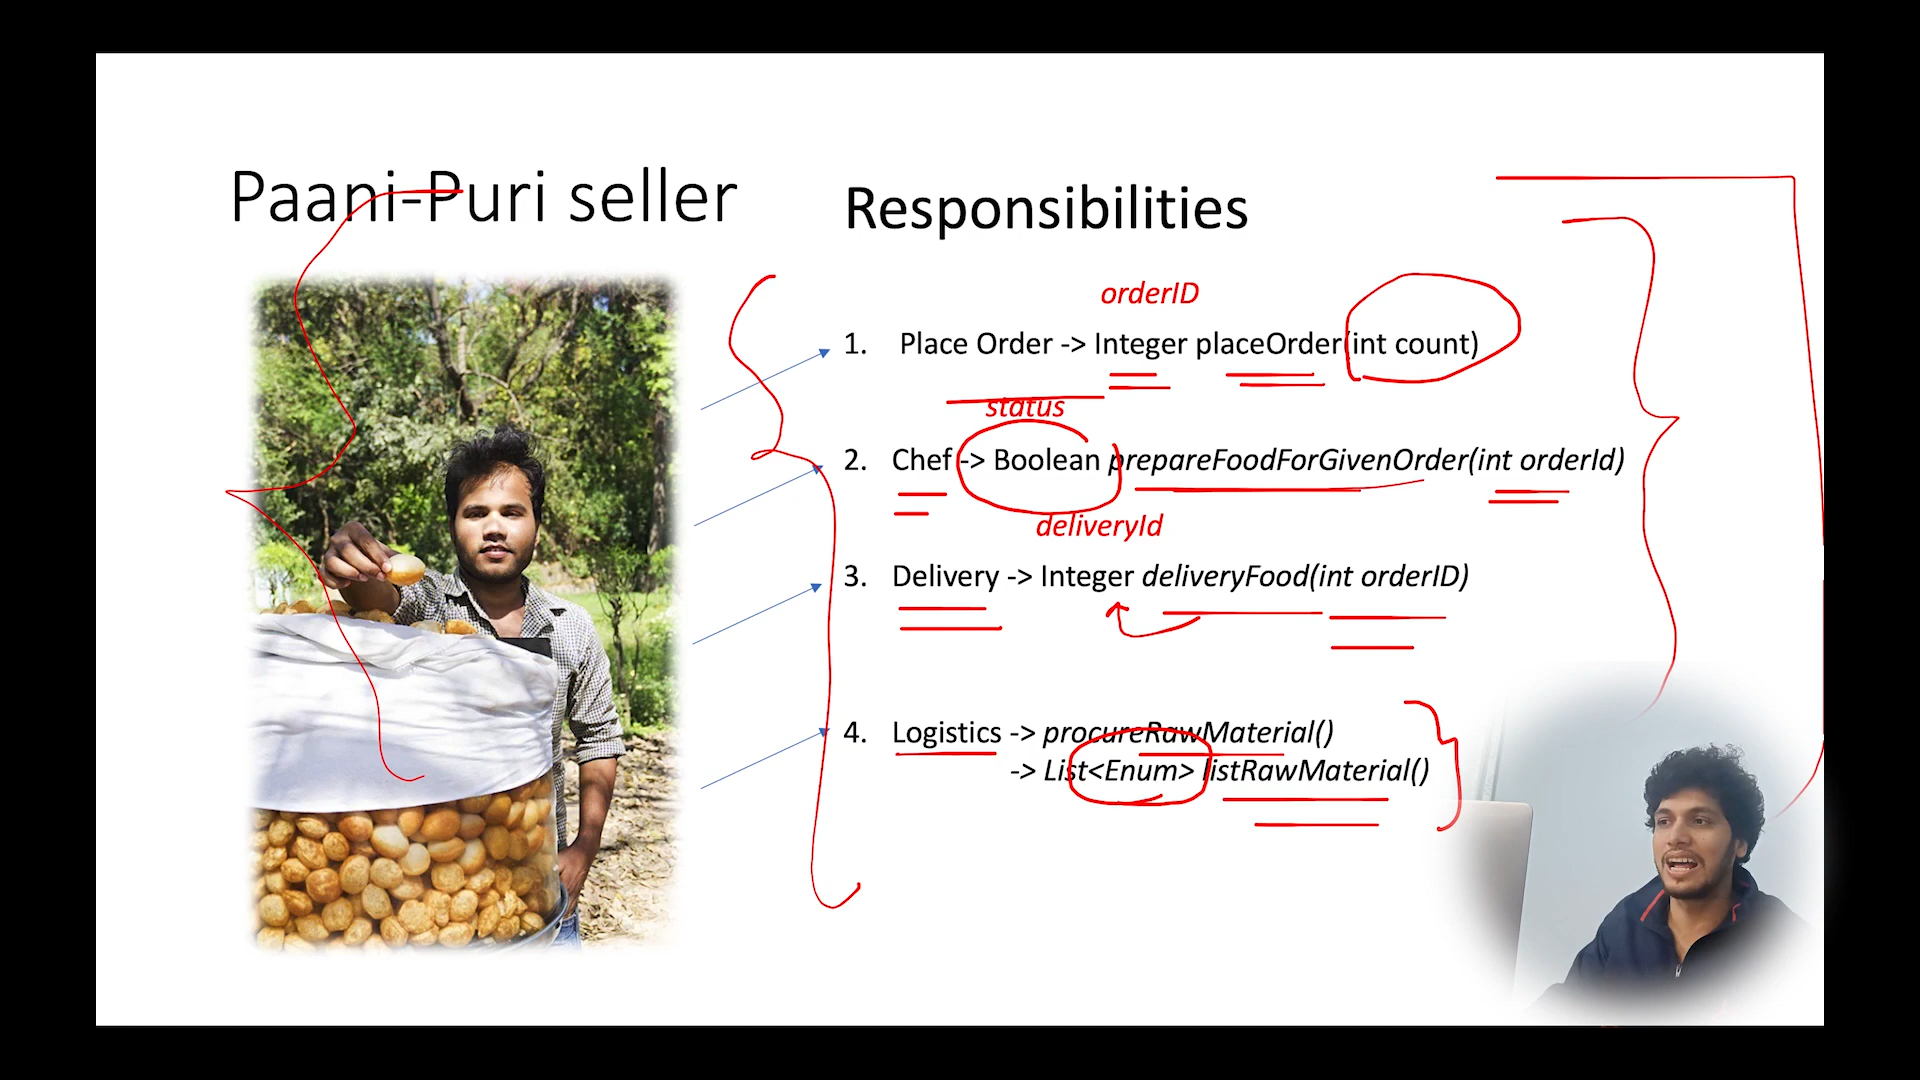 Paani-Puri seller
Responsibilities
orderID
1. Place Order -> Integer placeOrder(int count)
status
2. Chef -> Boolean prepareFoodForGivenOrder(int orderId)
deliveryId
3. Delivery -> Integer deliveryFood(int orderID)
4. Logistics -> procureRawMaterial()
-> List<Enum> listRawMaterial()